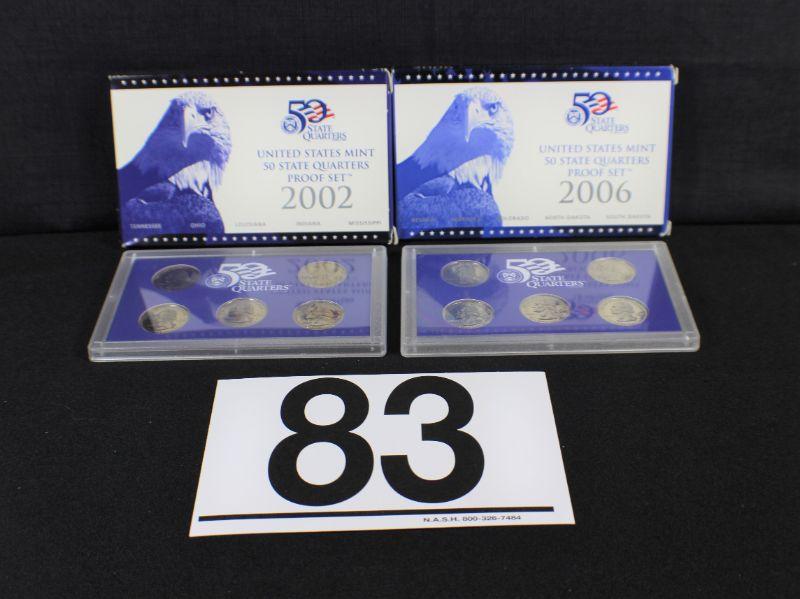 50
STATE
QUARTERS
UNITED STATES MINT
50 STATE QUARTERS
PROOF SET™
2002
TENNESSEE OHIO LOUISIANA INDIANA MISSISSIPPI
50
STATE
QUARTERS
UNITED STATES MINT
50 STATE QUARTERS
PROOF SET™
2006
NEVADA NEBRASKA COLORADO NORTH DAKOTA SOUTH DAKOTA
50
STATE
QUARTERS
50
STATE
QUARTERS
83
N.A.S.H. 800-326-7484